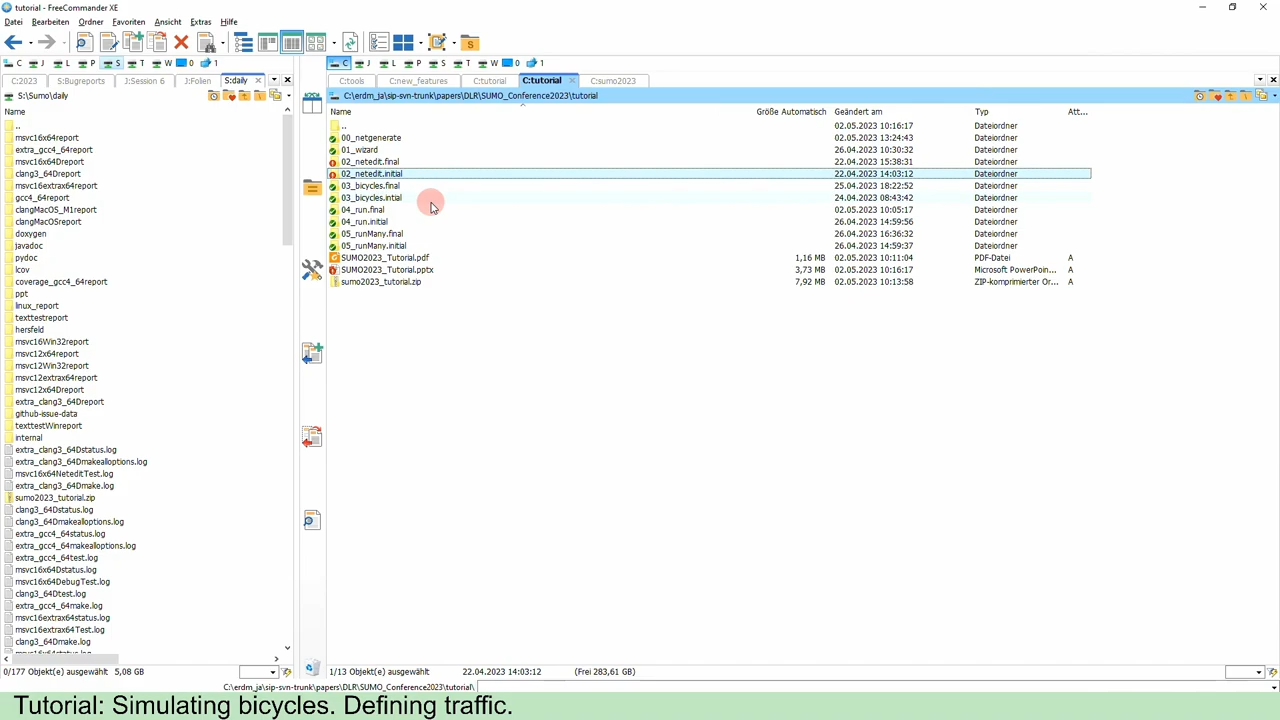 tutorial - FreeCommander XE
Datei Bearbeiten Ordner Favoriten Ansicht Extras Hilfe
C J L P S T W 0 1
C:2023 S:Bugreports J:Session 6 J:Folien S:daily
S:\Sumo\daily
Name
..
msvc16x64report
extra_gcc4_64report
msvc16x64Dreport
clang3_64Dreport
msvc16extrax64report
gcc4_64report
clangMacOS_M1report
clangMacOSreport
doxygen
javadoc
pydoc
lcov
coverage_gcc4_64report
ppt
linux_report
texttestreport
hersfeld
msvc16Win32report
msvc12x64report
msvc12Win32report
msvc12extrax64report
msvc12x64Dreport
extra_clang3_64Dreport
github-issue-data
texttestWinreport
internal
extra_clang3_64Dstatus.log
extra_clang3_64Dmakealloptions.log
msvc16x64NeteditTest.log
extra_clang3_64Dmake.log
sumo2023_tutorial.zip
clang3_64Dstatus.log
clang3_64Dmakealloptions.log
extra_gcc4_64status.log
extra_gcc4_64makealloptions.log
extra_gcc4_64test.log
msvc16x64Dstatus.log
msvc16x64DebugTest.log
clang3_64Dtest.log
extra_gcc4_64make.log
msvc16extrax64status.log
msvc16extrax64Test.log
clang3_64Dmake.log
0/177 Objekt(e) ausgewählt 5,08 GB
C J L P S T W 0 1
C:tools C:new_features C:tutorial C:tutorial C:sumo2023
C:\erdm_ja\sip-svn-trunk\papers\DLR\SUMO_Conference2023\tutorial
Name Größe Automatisch Geändert am Typ Att...
.. 02.05.2023 10:16:17 Dateiordner
00_netgenerate 02.05.2023 13:24:43 Dateiordner
01_wizard 26.04.2023 10:30:32 Dateiordner
02_netedit.final 22.04.2023 15:38:31 Dateiordner
02_netedit.initial 22.04.2023 14:03:12 Dateiordner
03_bicycles.final 25.04.2023 18:22:52 Dateiordner
03_bicycles.intial 24.04.2023 08:43:42 Dateiordner
04_run.final 02.05.2023 10:05:17 Dateiordner
04_run.initial 26.04.2023 14:59:56 Dateiordner
05_runMany.final 26.04.2023 16:36:32 Dateiordner
05_runMany.initial 26.04.2023 14:59:37 Dateiordner
SUMO2023_Tutorial.pdf 1,16 MB 02.05.2023 10:11:04 PDF-Datei A
SUMO2023_Tutorial.pptx 3,73 MB 02.05.2023 10:16:17 Microsoft PowerPoin... A
sumo2023_tutorial.zip 7,92 MB 02.05.2023 10:13:58 ZIP-komprimierter Or... A
1/13 Objekt(e) ausgewählt 22.04.2023 14:03:12 (Frei 283,61 GB)
C:\erdm_ja\sip-svn-trunk\papers\DLR\SUMO_Conference2023\tutorial\
Tutorial: Simulating bicycles. Defining traffic.